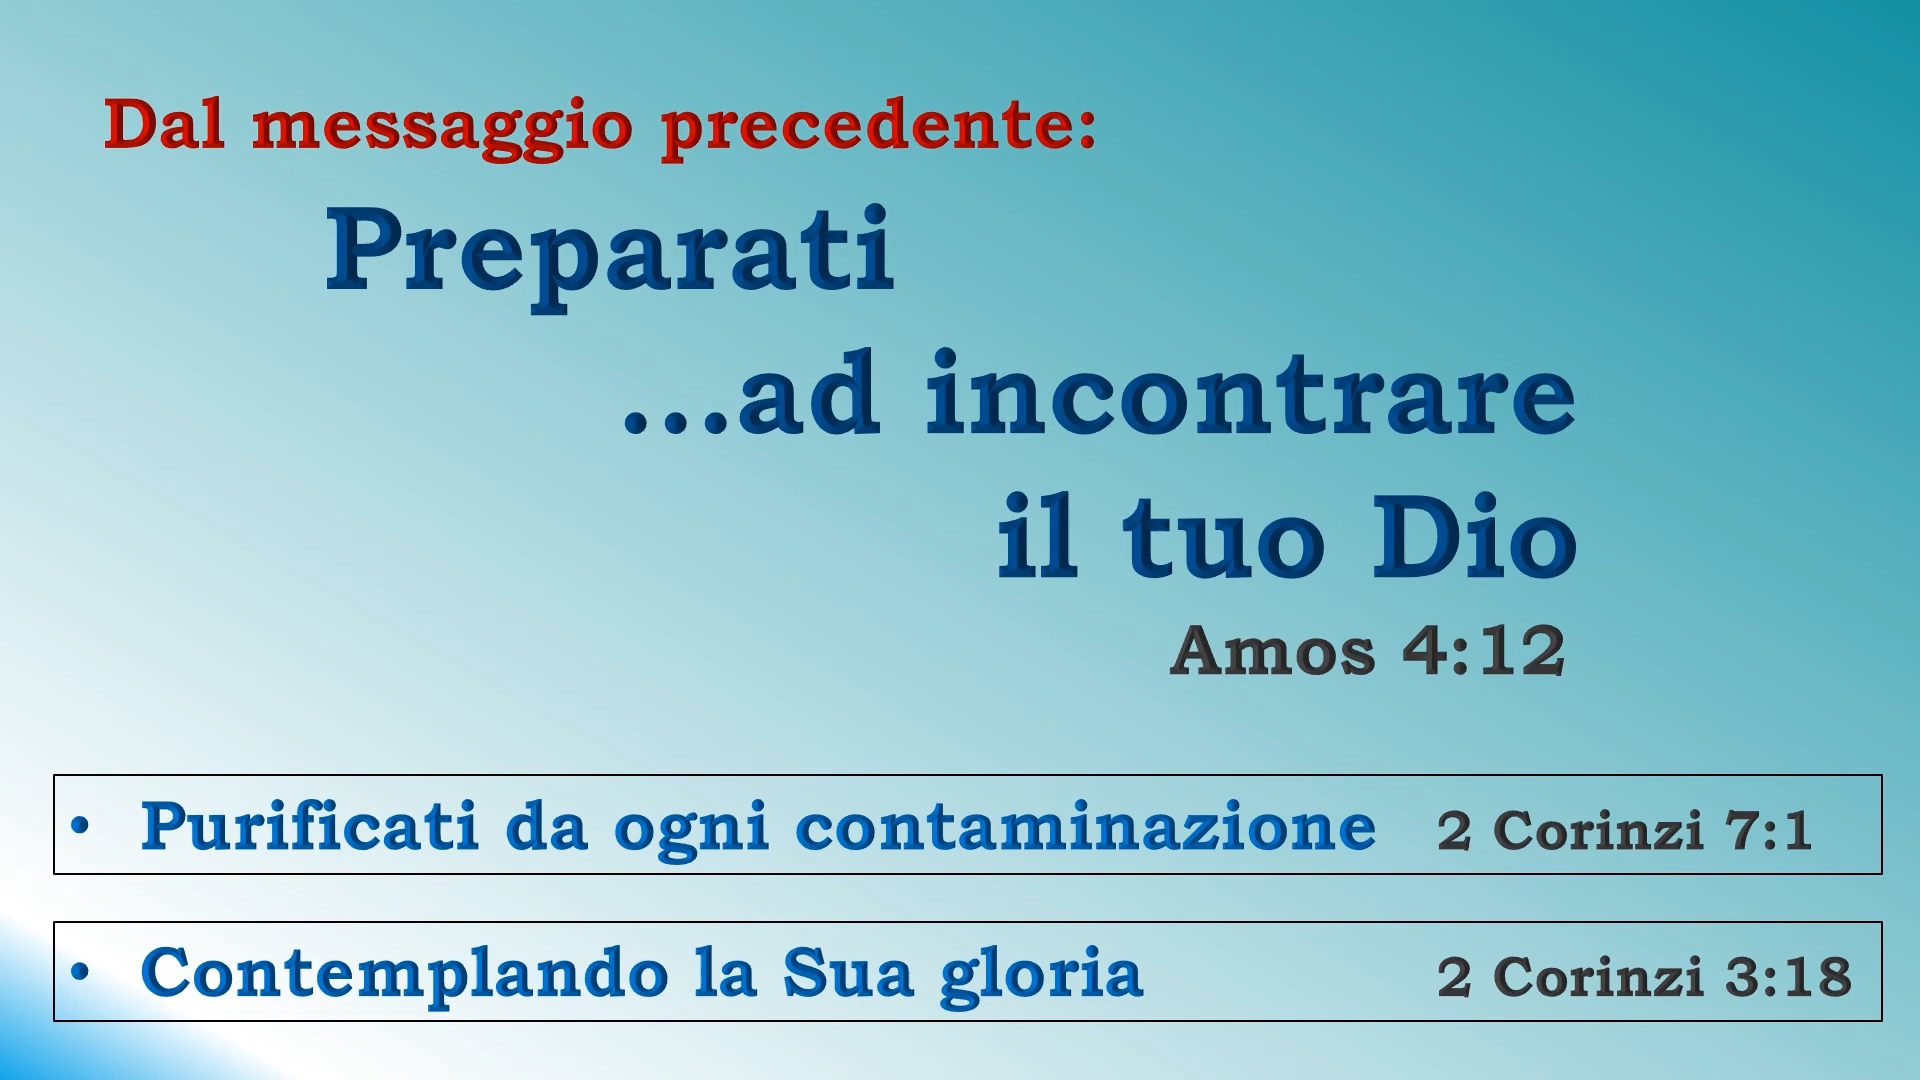 Dal messaggio precedente:
Preparati
...ad incontrare
il tuo Dio
Amos 4:12
• Purificati da ogni contaminazione 2 Corinzi 7:1
• Contemplando la Sua gloria 2 Corinzi 3:18